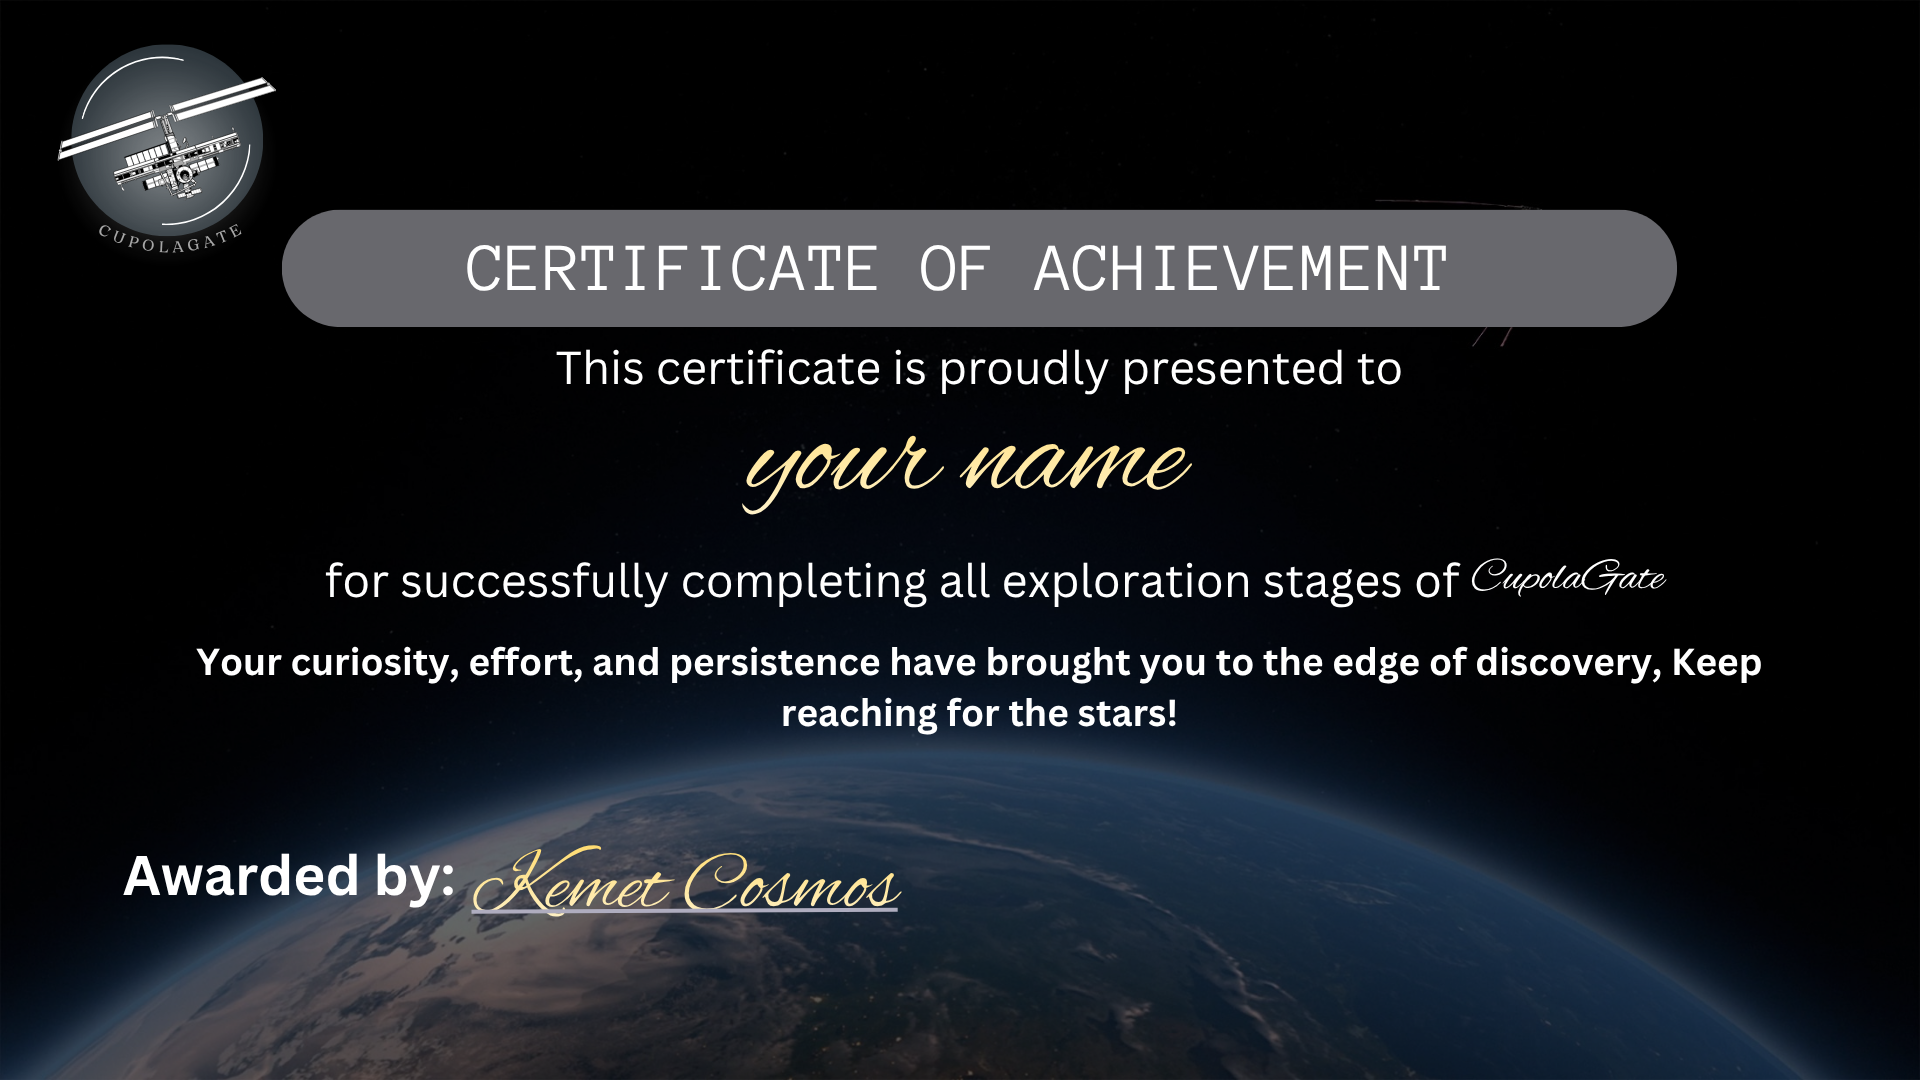 CUPOLAGATE
CERTIFICATE OF ACHIEVEMENT
This certificate is proudly presented to
your name
for successfully completing all exploration stages of CupolaGate
Your curiosity, effort, and persistence have brought you to the edge of discovery, Keep
reaching for the stars!
Awarded by: Kemet Cosmos